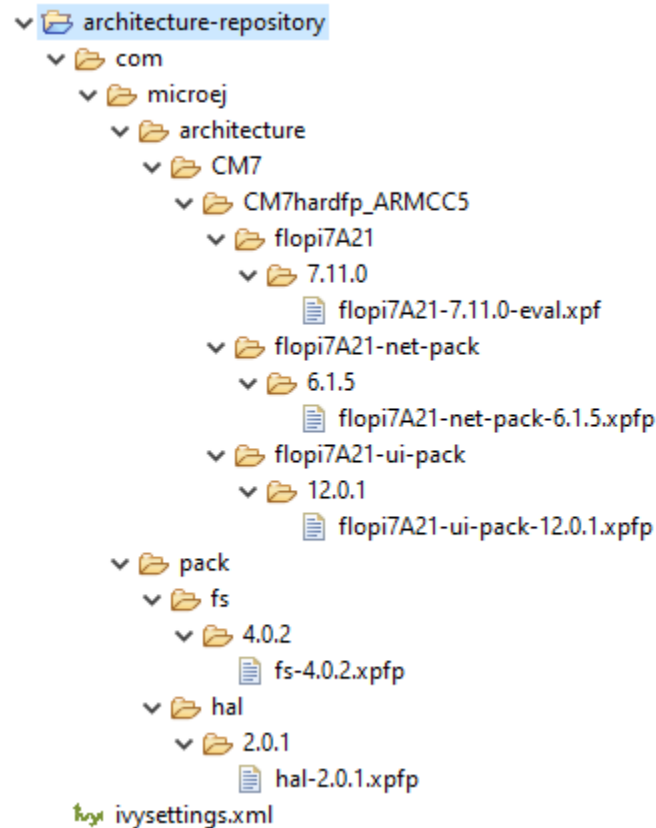 architecture-repository
com
microej
architecture
CM7
CM7hardfp_ARMCC5
flopi7A21
7.11.0
flopi7A21-7.11.0-eval.xpf
flopi7A21-net-pack
6.1.5
flopi7A21-net-pack-6.1.5.xpfp
flopi7A21-ui-pack
12.0.1
flopi7A21-ui-pack-12.0.1.xpfp
pack
fs
4.0.2
fs-4.0.2.xpfp
hal
2.0.1
hal-2.0.1.xpfp
ivy ivysettings.xml